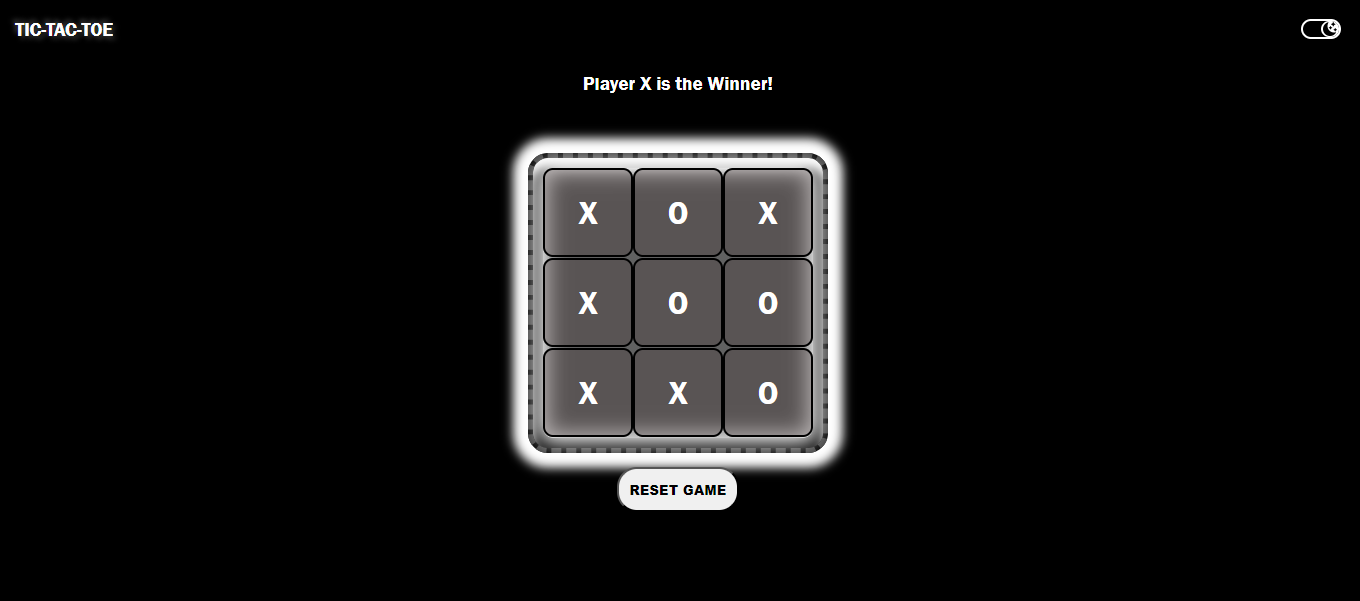 TIC-TAC-TOE
Player X is the Winner!
X O X
X O O
X X O
RESET GAME